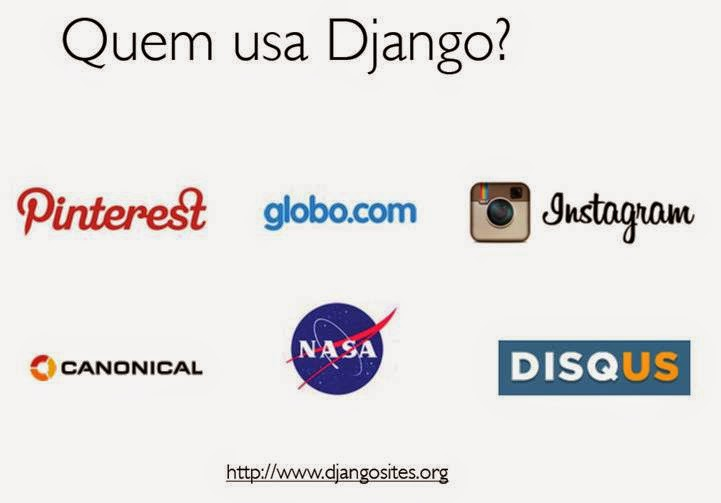 Quem usa Django?
Pinterest
globo.com
Instagram
CANONICAL
NASA
DISQUS
http://www.djangosites.org